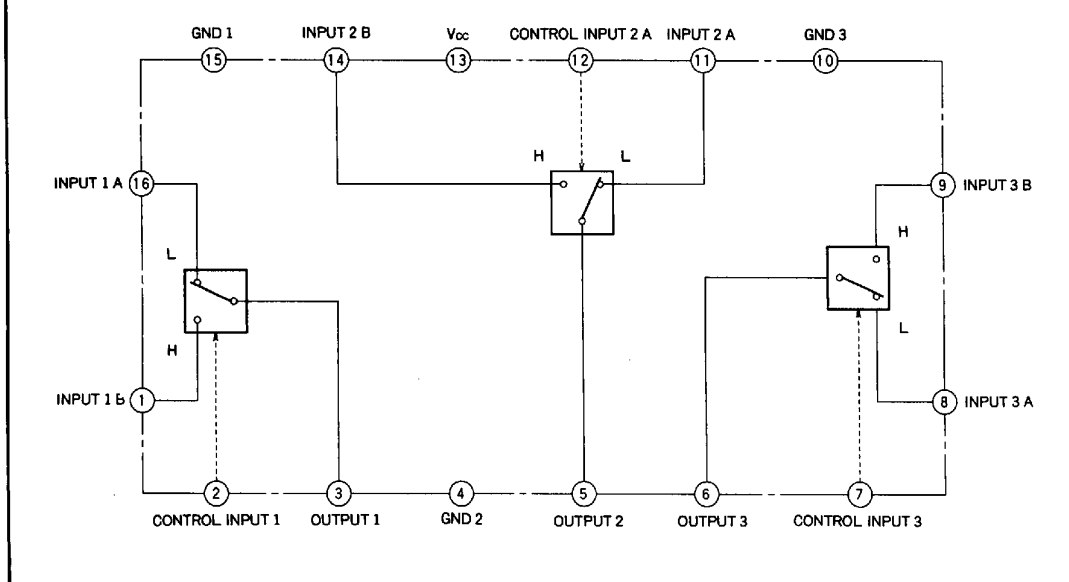 GND 1 INPUT 2 B Vcc CONTROL INPUT 2 A INPUT 2 A GND 3
15 14 13 12 11 10
H L
INPUT 1 A 16 9 INPUT 3 B
H
L
L
H
INPUT 1 B 1 8 INPUT 3 A
2 3 4 5 6 7
CONTROL INPUT 1 OUTPUT 1 GND 2 OUTPUT 2 OUTPUT 3 CONTROL INPUT 3